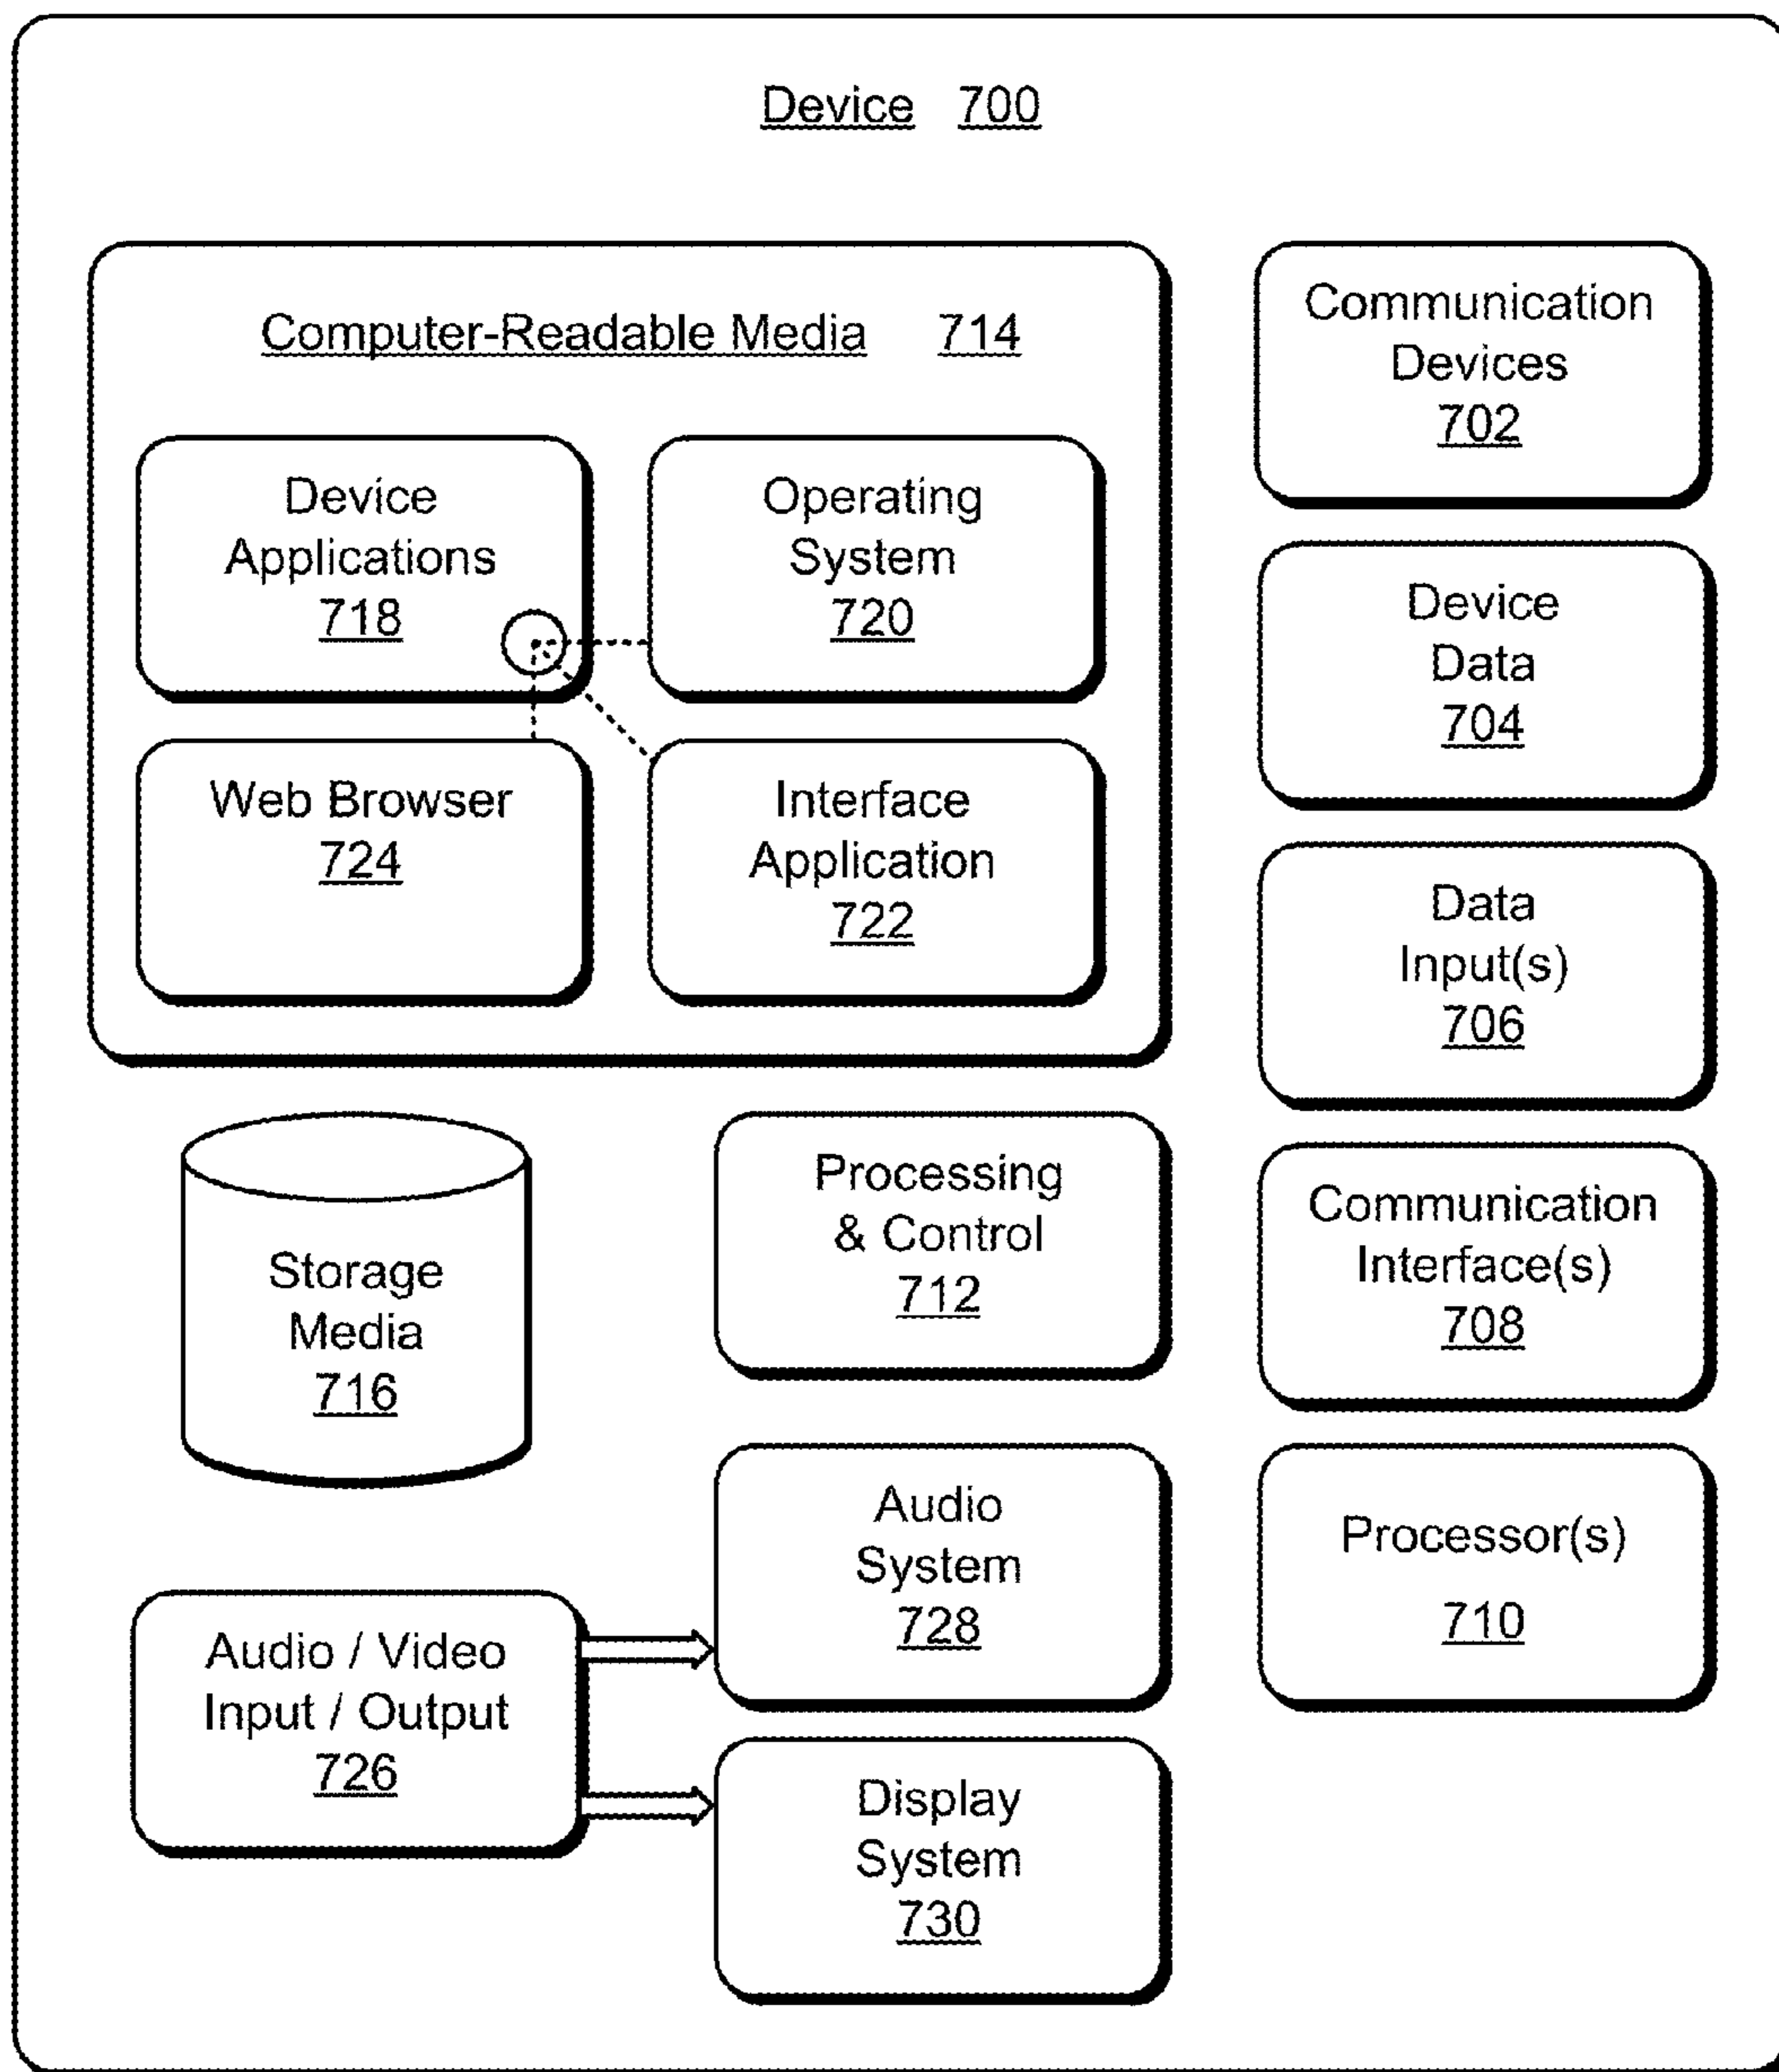 Device 700
Computer-Readable Media 714
Device
Applications
718
Operating
System
720
Web Browser
724
Interface
Application
722
Communication
Devices
702
Device
Data
704
Data
Input(s)
706
Communication
Interface(s)
708
Processor(s)
710
Storage
Media
716
Processing
& Control
712
Audio / Video
Input / Output
726
Audio
System
728
Display
System
730